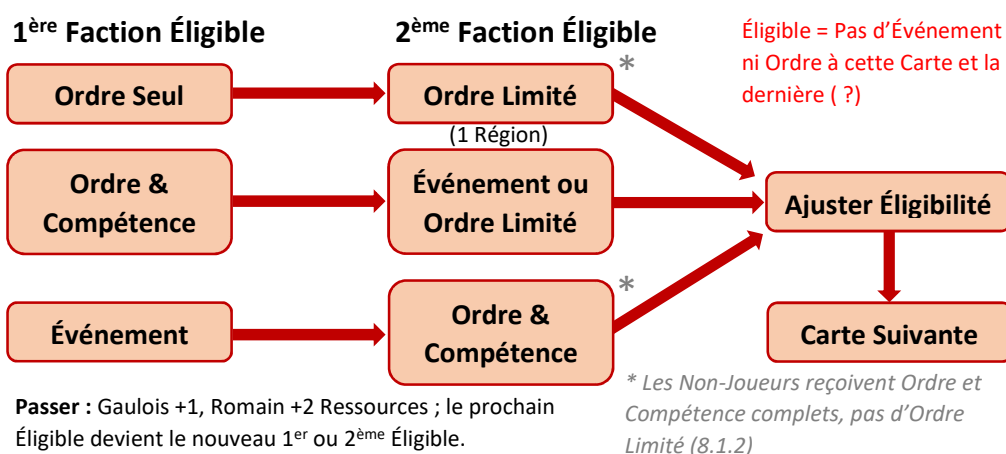 1ère Faction Éligible
2ème Faction Éligible
Éligible = Pas d’Événement
ni Ordre à cette Carte et la
dernière ( ?)
Ordre Seul
Ordre Limité
*
(1 Région)
Ordre &
Compétence
Événement ou
Ordre Limité
Ajuster Éligibilité
Événement
Ordre &
Compétence
*
Carte Suivante
Passer : Gaulois +1, Romain +2 Ressources ; le prochain
Éligible devient le nouveau 1er ou 2ème Éligible.
* Les Non-Joueurs reçoivent Ordre et
Compétence complets, pas d’Ordre
Limité (8.1.2)